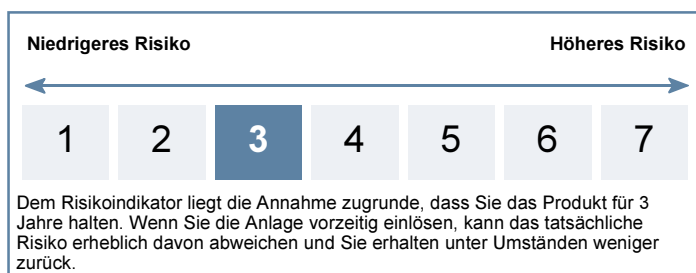 Niedrigeres Risiko Höheres Risiko
1 2 3 4 5 6 7
Dem Risikoindikator liegt die Annahme zugrunde, dass Sie das Produkt für 3
Jahre halten. Wenn Sie die Anlage vorzeitig einlösen, kann das tatsächliche
Risiko erheblich davon abweichen und Sie erhalten unter Umständen weniger
zurück.